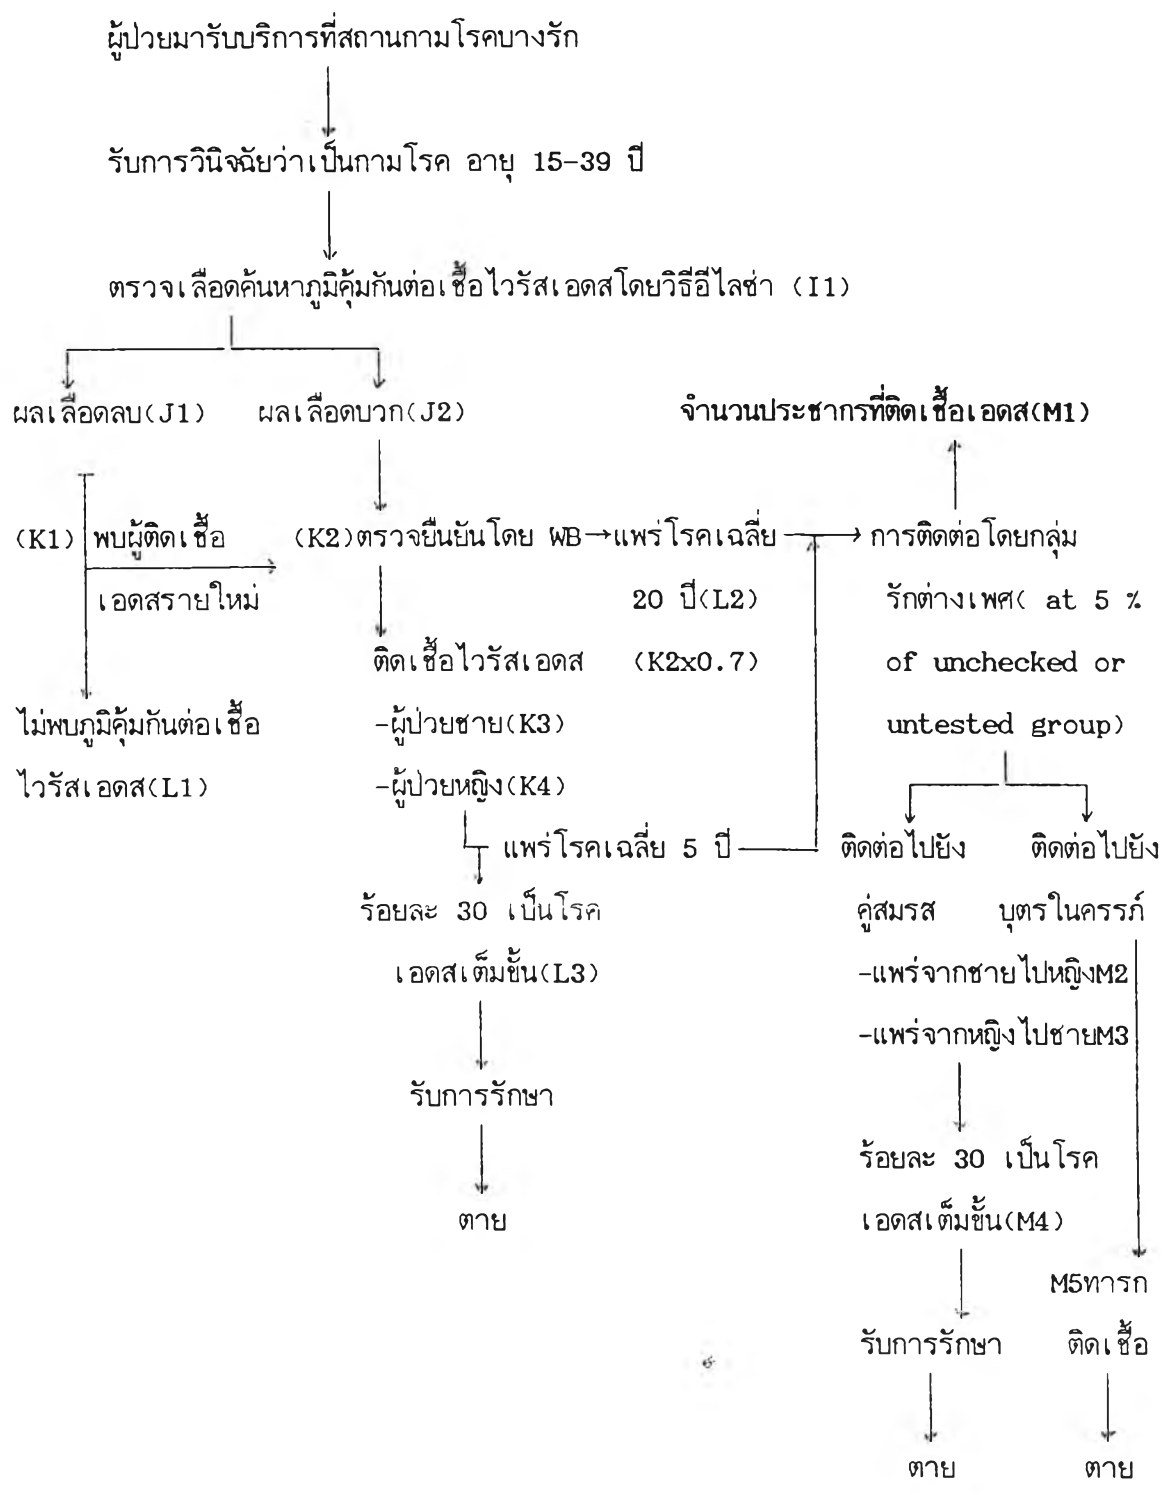 ผู้ป่วยมารับบริการที่สถานกามโรคบางรัก
รับการวินิจฉัยว่าเป็นกามโรค อายุ 15-39 ปี
ตรวจเลือดค้นหาภูมิคุ้มกันต่อเชื้อไวรัสเอดสโดยวิธีอีไลซ่า (I1)
ผลเลือดลบ(J1)
ผลเลือดบวก(J2)
จำนวนประชากรที่ติดเชื้อเอดส(M1)
(K1) พบผู้ติดเชื้อ
เอดสรายใหม่
(K2)ตรวจยืนยันโดย WB
แพร่โรคเฉลี่ย
20 ปี(L2)
(K2x0.7)
การติดต่อโดยกลุ่ม
รักต่างเพศ( at 5 %
of unchecked or
untested group)
ติดเชื้อไวรัสเอดส
-ผู้ป่วยชาย(K3)
-ผู้ป่วยหญิง(K4)
ไม่พบภูมิคุ้มกันต่อเชื้อ
ไวรัสเอดส(L1)
แพร่โรคเฉลี่ย 5 ปี
ร้อยละ 30 เป็นโรค
เอดสเต็มขั้น(L3)
รับการรักษา
ตาย
ติดต่อไปยัง
คู่สมรส
-แพร่จากชายไปหญิงM2
-แพร่จากหญิงไปชายM3
ร้อยละ 30 เป็นโรค
เอดสเต็มขั้น(M4)
รับการรักษา
ตาย
ติดต่อไปยัง
บุตรในครรภ์
M5ทารก
ติดเชื้อ
ตาย